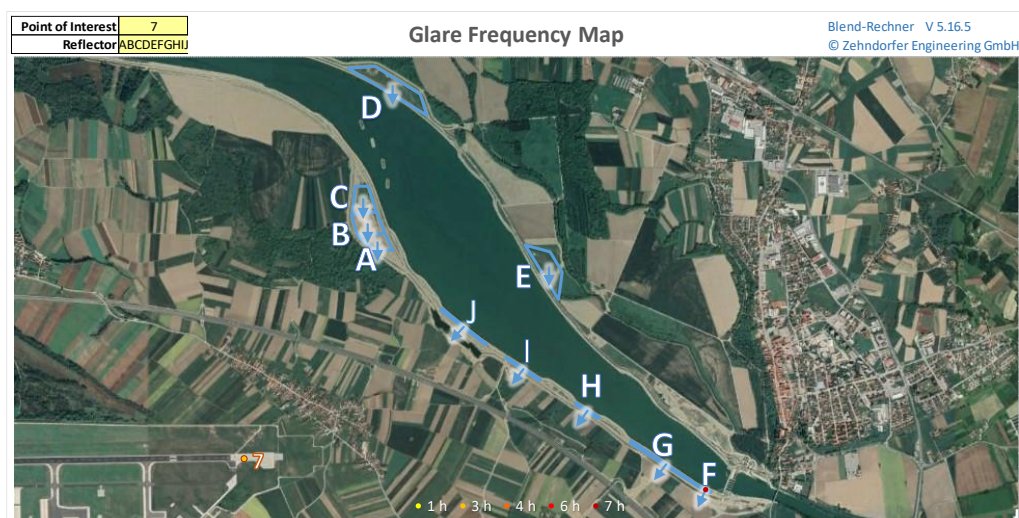 Point of Interest 7
Reflector ABCDEFGHIJ
Glare Frequency Map
Blend-Rechner V 5.16.5
© Zehndorfer Engineering GmbH
D
C
B
A
E
J
I
H
G
F
7
1 h 3 h 4 h 6 h 7 h